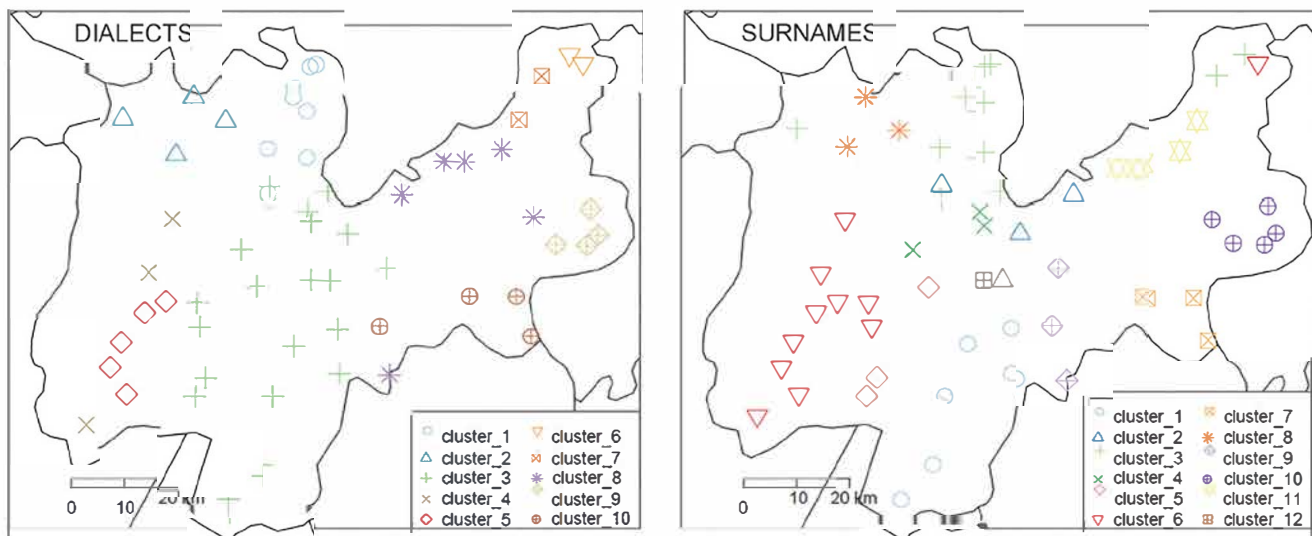 DIALECTS
cluster_1
cluster_2
cluster_3
cluster_4
cluster_5
cluster_6
cluster_7
cluster_8
cluster_9
cluster_10
0 10 20 km
SURNAMES
cluster_1
cluster_2
cluster_3
cluster_4
cluster_5
cluster_6
cluster_7
cluster_8
cluster_9
cluster_10
cluster_11
cluster_12
0 10 20 km